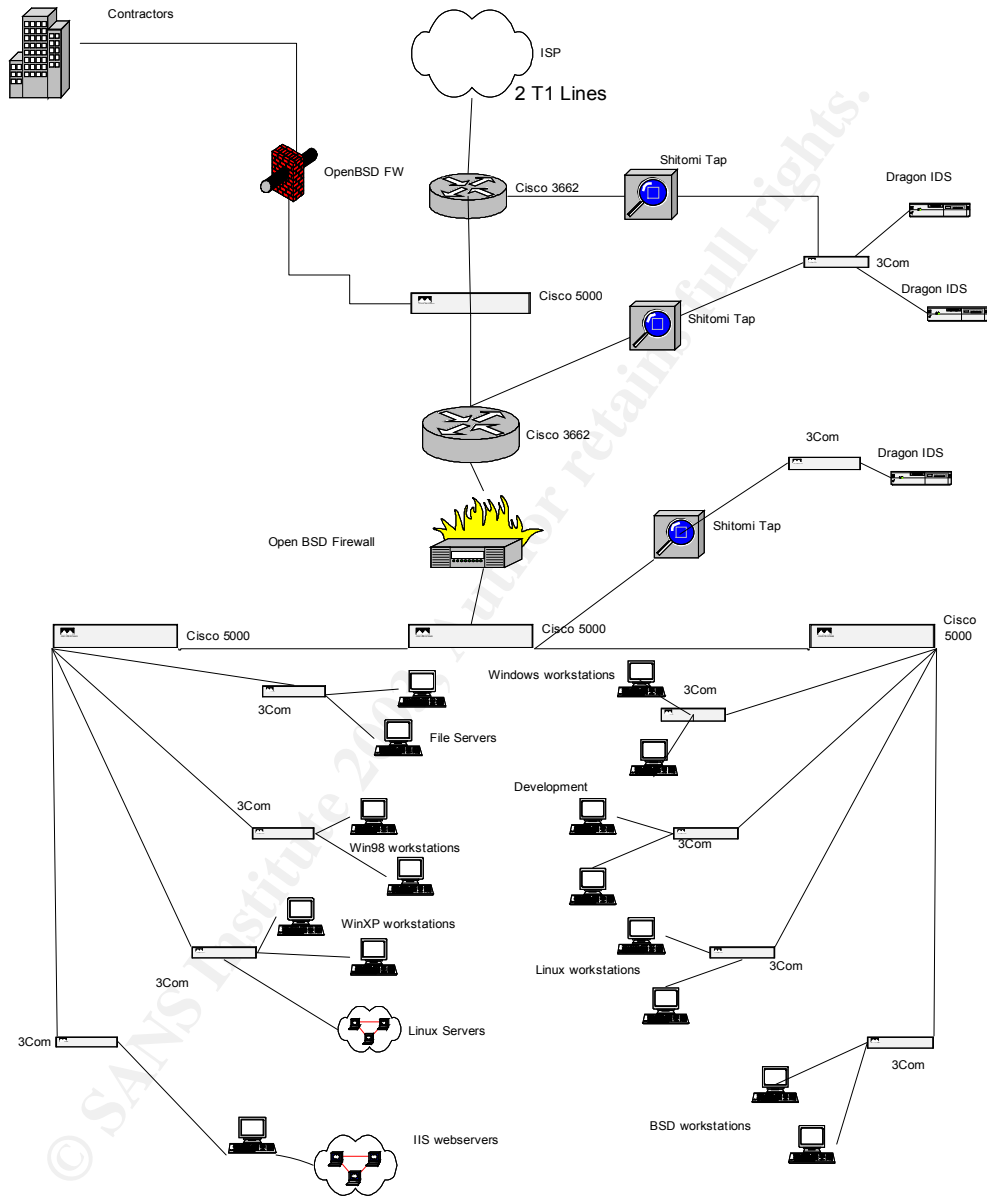 Contractors
ISP
2 T1 Lines
OpenBSD FW
Shitomi Tap
Cisco 3662
Dragon IDS
3Com
Cisco 5000
Dragon IDS
Shitomi Tap
Cisco 3662
3Com
Dragon IDS
Shitomi Tap
Open BSD Firewall
Cisco 5000
Cisco 5000
Cisco
5000
Windows workstations
3Com
3Com
File Servers
Development
3Com
3Com
Win98 workstations
WinXP workstations
3Com
Linux workstations
3Com
Linux Servers
3Com
3Com
BSD workstations
IIS webservers
© SANS Institute 2003, Author retains full rights.